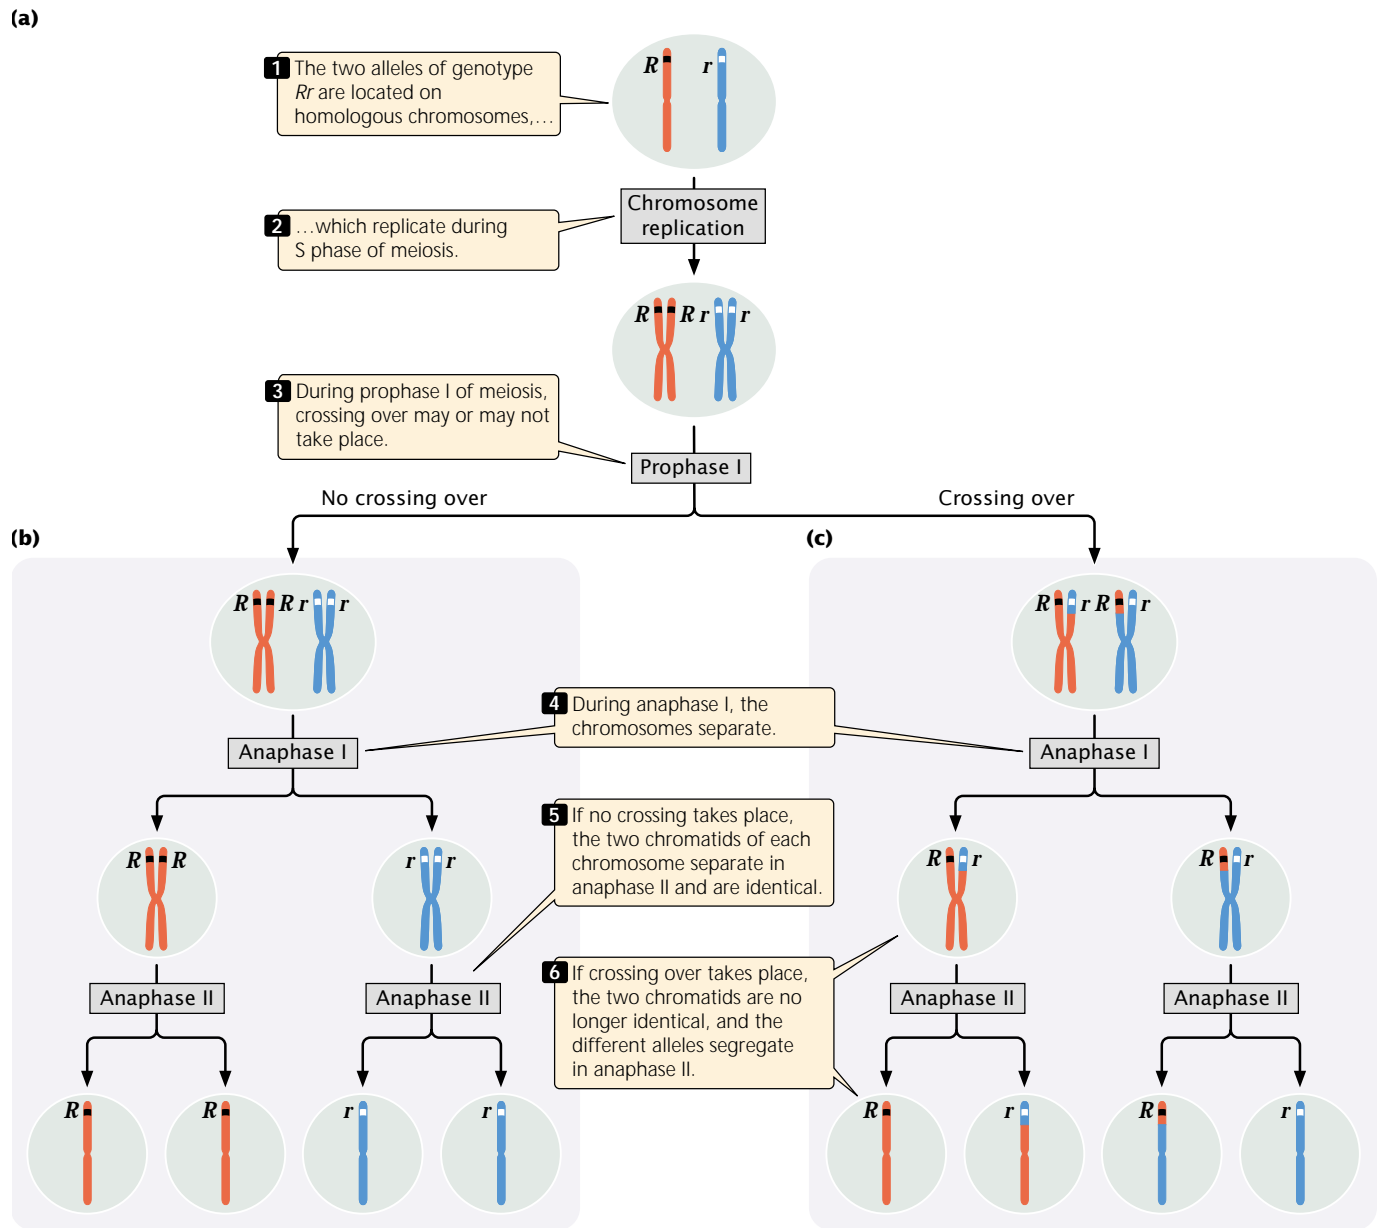 (a)
1 The two alleles of genotype
Rr are located on
homologous chromosomes,…
R r
Chromosome
replication
2 …which replicate during
S phase of meiosis.
R R r r
3 During prophase I of meiosis,
crossing over may or may not
take place.
Prophase I
No crossing over
Crossing over
(b)
(c)
R R r r
R r R r
4 During anaphase I, the
chromosomes separate.
Anaphase I
Anaphase I
5 If no crossing takes place,
the two chromatids of each
chromosome separate in
anaphase II and are identical.
R R
r r
R r
R r
6 If crossing over takes place,
the two chromatids are no
longer identical, and the
different alleles segregate
in anaphase II.
Anaphase II
Anaphase II
Anaphase II
Anaphase II
R
R
r
r
R
r
R
r